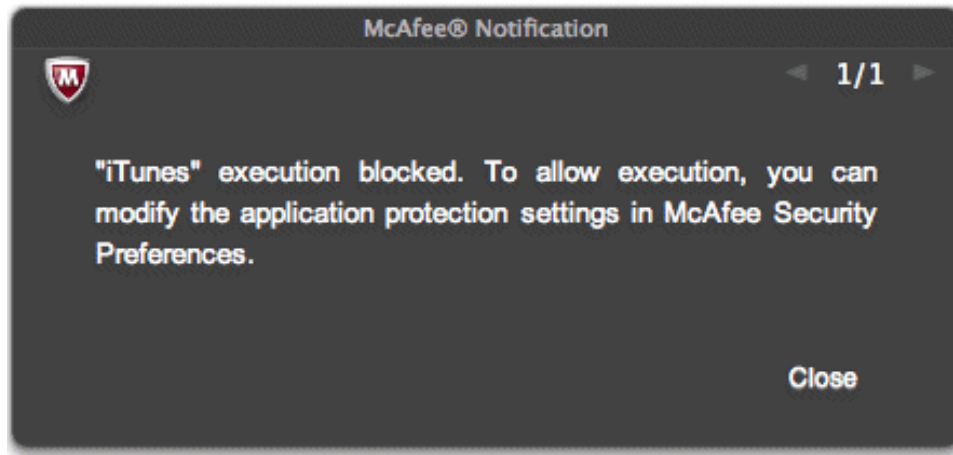 McAfee® Notification
M
1/1
"iTunes" execution blocked. To allow execution, you can
modify the application protection settings in McAfee Security
Preferences.
Close